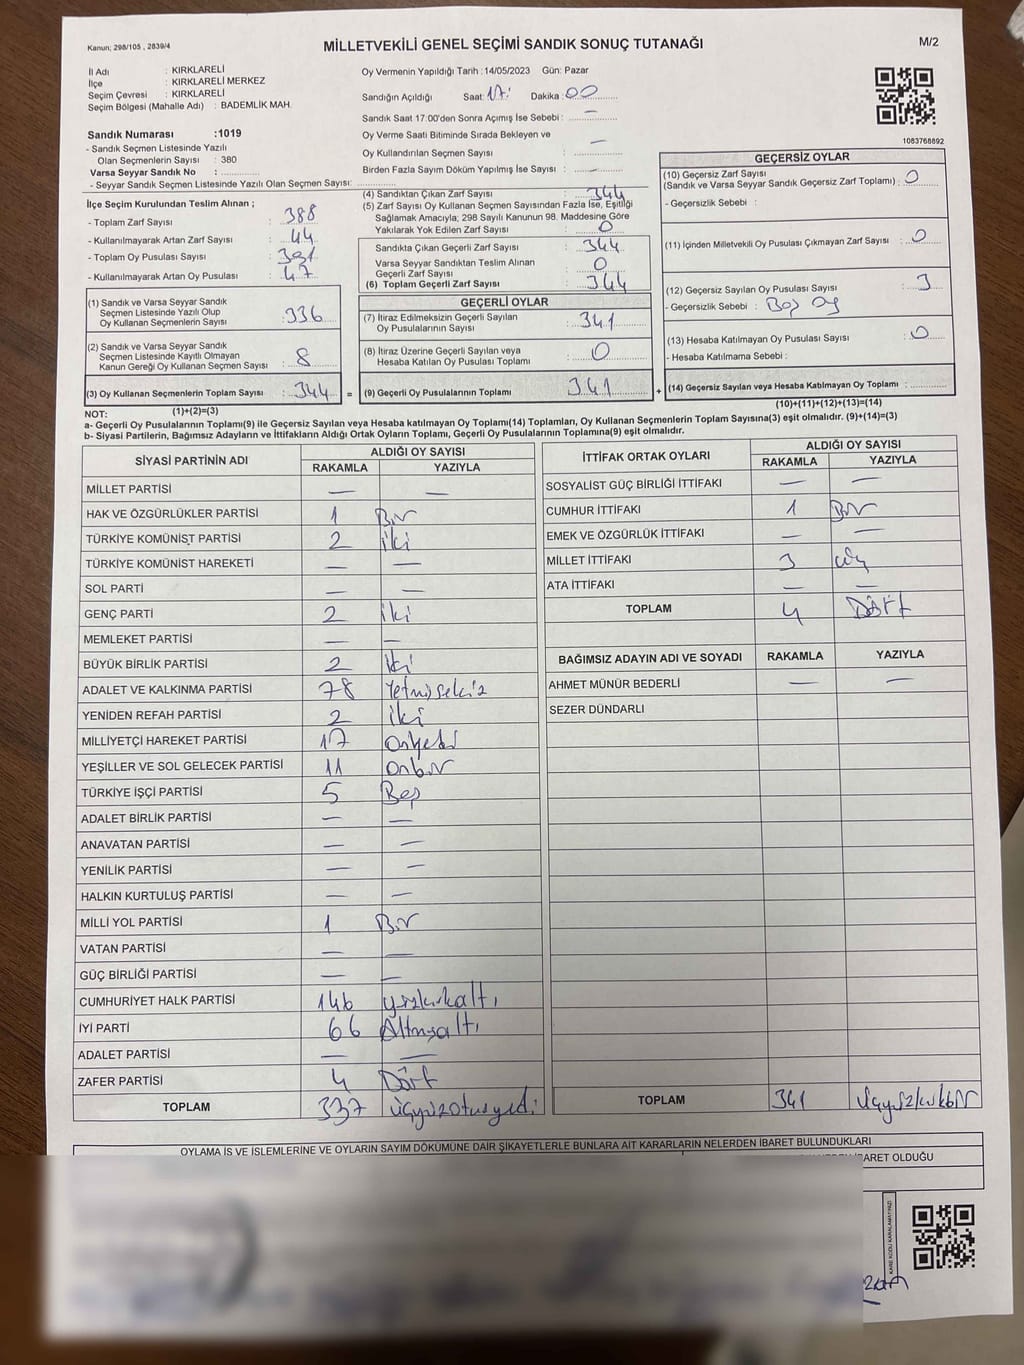 Kanun; 298/105 , 2839/4
MİLLETVEKİLİ GENEL SEÇİMİ SANDIK SONUÇ TUTANAĞI
M/2
İl Adı : KIRKLARELİ
İlçe : KIRKLARELİ MERKEZ
Seçim Çevresi : KIRKLARELİ
Seçim Bölgesi (Mahalle Adı) : BADEMLİK MAH.
Sandık Numarası :1019
- Sandık Seçmen Listesinde Yazılı
Olan Seçmenlerin Sayısı : 380
Varsa Seyyar Sandık No :
- Seyyar Sandık Seçmen Listesinde Yazılı Olan Seçmen Sayısı:
Oy Vermenin Yapıldığı Tarih :14/05/2023 Gün: Pazar
Sandığın Açıldığı Saat: 17: Dakika : 00
Sandık Saat 17:00'den Sonra Açımış İse Sebebi : —
Oy Verme Saati Bitiminde Sırada Bekleyen ve
Oy Kullandırılan Seçmen Sayısı : —
Birden Fazla Sayım Döküm Yapılmış İse Sayısı : —
1083768892
İlçe Seçim Kurulundan Teslim Alınan ;
- Toplam Zarf Sayısı : 388
- Kullanılmayarak Artan Zarf Sayısı : 44
- Toplam Oy Pusulası Sayısı : 391
- Kullanılmayarak Artan Oy Pusulası : 47
(1) Sandık ve Varsa Seyyar Sandık
Seçmen Listesinde Yazılı Olup
Oy Kullanan Seçmenlerin Sayısı : 336
(2) Sandık ve Varsa Seyyar Sandık
Seçmen Listesinde Kayıtlı Olmayan
Kanun Gereği Oy Kullanan Seçmen Sayısı : 8
(3) Oy Kullanan Seçmenlerin Toplam Sayısı : 344 =
(4) Sandıktan Çıkan Zarf Sayısı : 344
(5) Zarf Sayısı Oy Kullanan Seçmen Sayısından Fazla İse, Eşitliği
Sağlamak Amacıyla; 298 Sayılı Kanunun 98. Maddesine Göre
Yakılarak Yok Edilen Zarf Sayısı : 0
Sandıkta Çıkan Geçerli Zarf Sayısı : 344
Varsa Seyyar Sandıktan Teslim Alınan
Geçerli Zarf Sayısı : 0
(6) Toplam Geçerli Zarf Sayısı : 344
GEÇERLİ OYLAR
(7) İtiraz Edilmeksizin Geçerli Sayılan
Oy Pusulalarının Sayısı : 341
(8) İtiraz Üzerine Geçerli Sayılan veya
Hesaba Katılan Oy Pusulası Toplamı : 0
(9) Geçerli Oy Pusulalarının Toplamı : 341 +
GEÇERSİZ OYLAR
(10) Geçersiz Zarf Sayısı
(Sandık ve Varsa Seyyar Sandık Geçersiz Zarf Toplamı) : 0
- Geçersizlik Sebebi :
(11) İçinden Milletvekili Oy Pusulası Çıkmayan Zarf Sayısı : 0
(12) Geçersiz Sayılan Oy Pusulası Sayısı : 3
- Geçersizlik Sebebi : Boş oy
(13) Hesaba Katılmayan Oy Pusulası Sayısı : 0
- Hesaba Katılmama Sebebi :
(14) Geçersiz Sayılan veya Hesaba Katılmayan Oy Toplamı :
NOT: (1)+(2)=(3) (10)+(11)+(12)+(13)=(14)
a- Geçerli Oy Pusulalarının Toplamı(9) ile Geçersiz Sayılan veya Hesaba katılmayan Oy Toplamı(14) Toplamları, Oy Kullanan Seçmenlerin Toplam Sayısına(3) eşit olmalıdır. (9)+(14)=(3)
b- Siyasi Partilerin, Bağımsız Adayların ve İttifakların Aldığı Ortak Oyların Toplamı, Geçerli Oy Pusulalarının Toplamına(9) eşit olmalıdır.
SİYASİ PARTİNİN ADI ALDIĞI OY SAYISI
RAKAMLA YAZIYLA
MİLLET PARTİSİ — —
HAK VE ÖZGÜRLÜKLER PARTİSİ 1 Bir
TÜRKİYE KOMÜNİST PARTİSİ 2 iki
TÜRKİYE KOMÜNİST HAREKETİ — —
SOL PARTİ — —
GENÇ PARTİ 2 iki
MEMLEKET PARTİSİ — —
BÜYÜK BİRLİK PARTİSİ 2 iki
ADALET VE KALKINMA PARTİSİ 78 Yetmişsekiz
YENİDEN REFAH PARTİSİ 2 iki
MİLLİYETÇİ HAREKET PARTİSİ 17 Onyedi
YEŞİLLER VE SOL GELECEK PARTİSİ 11 Onbir
TÜRKİYE İŞÇİ PARTİSİ 5 Beş
ADALET BİRLİK PARTİSİ — —
ANAVATAN PARTİSİ — —
YENİLİK PARTİSİ — —
HALKIN KURTULUŞ PARTİSİ — —
MİLLİ YOL PARTİSİ 1 Bir
VATAN PARTİSİ — —
GÜÇ BİRLİĞİ PARTİSİ — —
CUMHURİYET HALK PARTİSİ 146 yüzkırkaltı
İYİ PARTİ 66 Altmışaltı
ADALET PARTİSİ — —
ZAFER PARTİSİ 4 Dört
TOPLAM 337 üçyüzotuzyedi
İTTİFAK ORTAK OYLARI ALDIĞI OY SAYISI
RAKAMLA YAZIYLA
SOSYALİST GÜÇ BİRLİĞİ İTTİFAKI — —
CUMHUR İTTİFAKI 1 Bir
EMEK VE ÖZGÜRLÜK İTTİFAKI — —
MİLLET İTTİFAKI 3 üç
ATA İTTİFAKI — —
TOPLAM 4 Dört
BAĞIMSIZ ADAYIN ADI VE SOYADI RAKAMLA YAZIYLA
AHMET MÜNÜR BEDERLİ — —
SEZER DÜNDARLI
TOPLAM 341 üçyüzkırkbir
OYLAMA İŞ VE İŞLEMLERİNE VE OYLARIN SAYIM DÖKÜMÜNE DAİR ŞİKAYETLERLE BUNLARA AİT KARARLARIN NELERDEN İBARET BULUNDUKLARI
İBARET OLDUĞU
KARE KODU KARALAMAYINIZ!